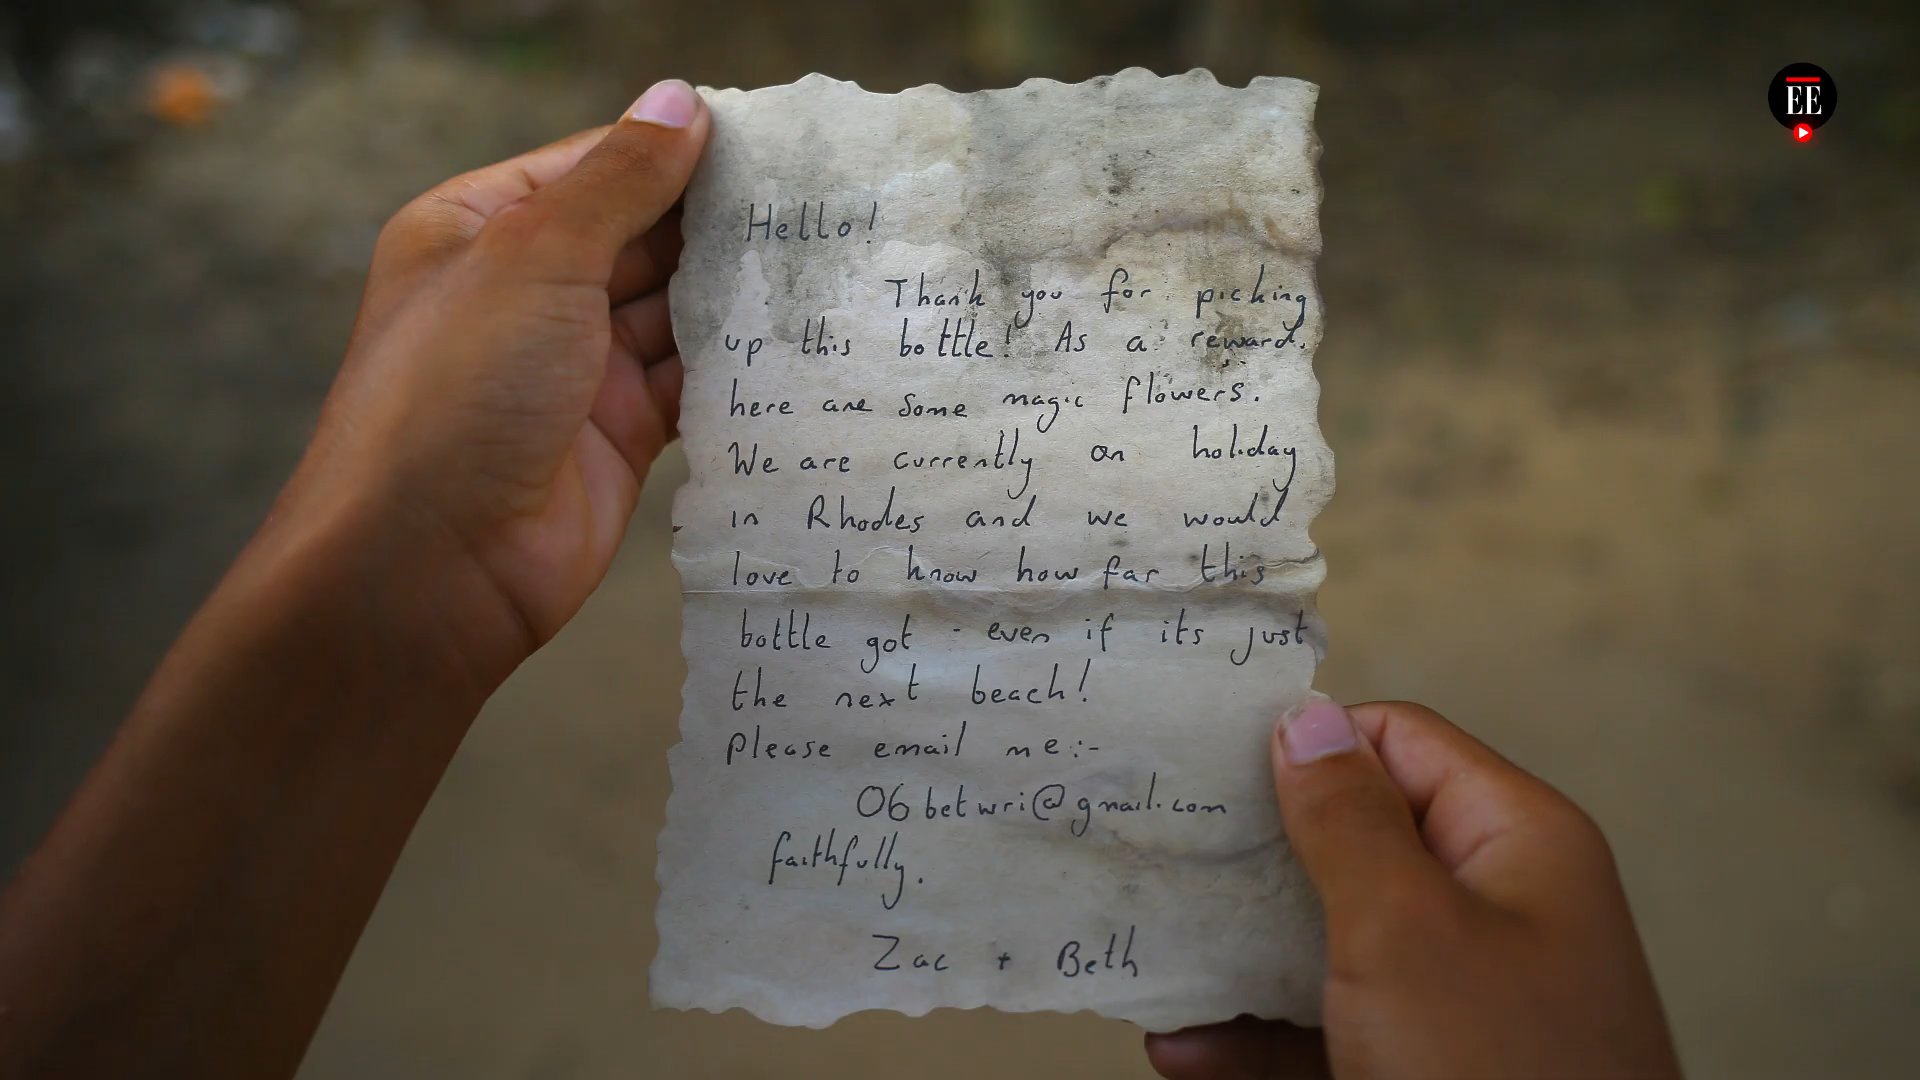 EE
Hello!
Thank you for picking
up this bottle! As a reward,
here are some magic flowers.
We are currently on holiday
in Rhodes and we would
love to know how far this
bottle got - even if its just
the next beach!
Please email me:-
06betwri@gmail.com
faithfully.
Zac + Beth